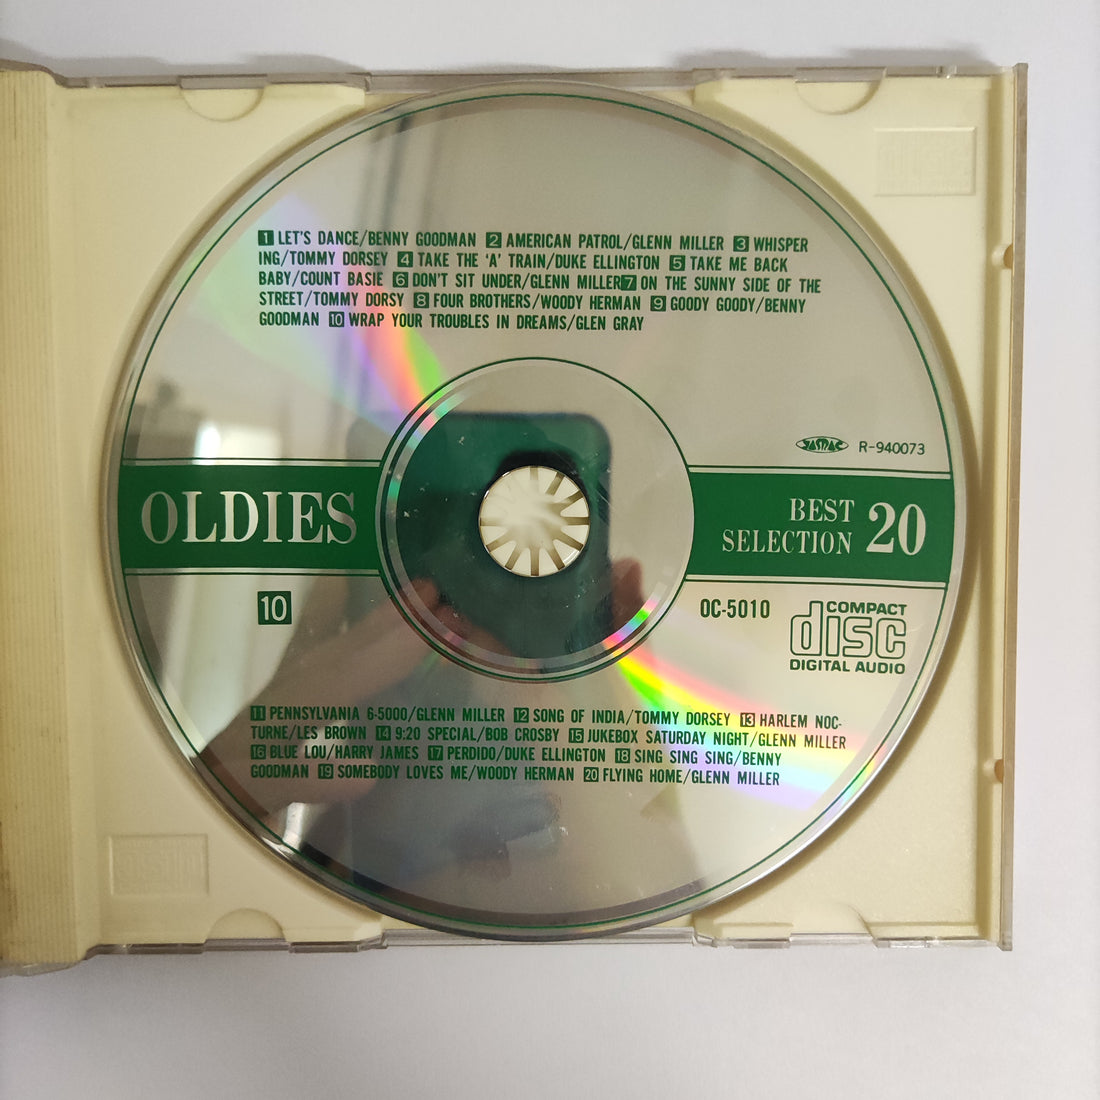 1 LET'S DANCE/BENNY GOODMAN 2 AMERICAN PATROL/GLENN MILLER 3 WHISPER
ING/TOMMY DORSEY 4 TAKE THE 'A' TRAIN/DUKE ELLINGTON 5 TAKE ME BACK
BABY/COUNT BASIE 6 DON'T SIT UNDER/GLENN MILLER 7 ON THE SUNNY SIDE OF THE
STREET/TOMMY DORSY 8 FOUR BROTHERS/WOODY HERMAN 9 GOODY GOODY/BENNY
GOODMAN 10 WRAP YOUR TROUBLES IN DREAMS/GLEN GRAY
JASRAC R-940073
OLDIES
BEST
SELECTION 20
10
OC-5010
COMPACT
disc
DIGITAL AUDIO
11 PENNSYLVANIA 6-5000/GLENN MILLER 12 SONG OF INDIA/TOMMY DORSEY 13 HARLEM NOC-
TURNE/LES BROWN 14 9:20 SPECIAL/BOB CROSBY 15 JUKEBOX SATURDAY NIGHT/GLENN MILLER
16 BLUE LOU/HARRY JAMES 17 PERDIDO/DUKE ELLINGTON 18 SING SING SING/BENNY
GOODMAN 19 SOMEBODY LOVES ME/WOODY HERMAN 20 FLYING HOME/GLENN MILLER